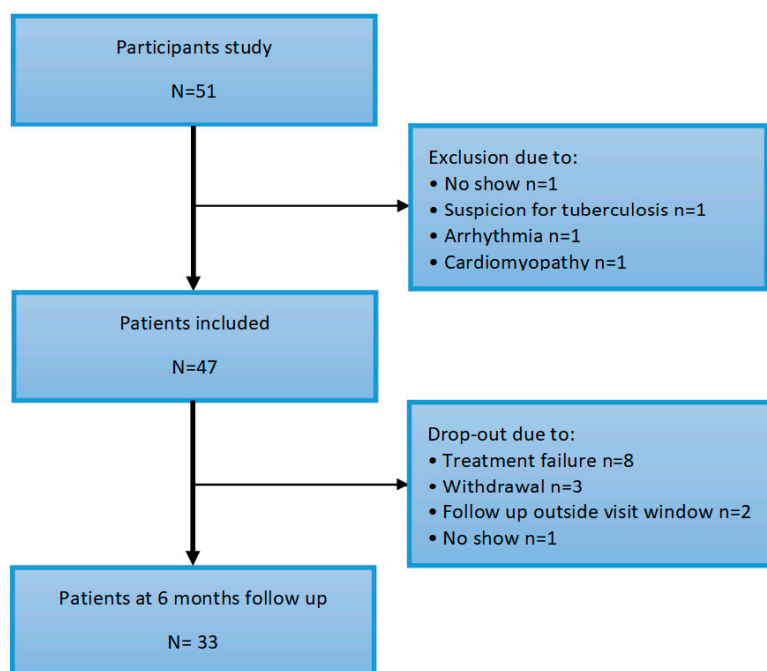 Participants study
N=51
Exclusion due to:
• No show n=1
• Suspicion for tuberculosis n=1
• Arrhythmia n=1
• Cardiomyopathy n=1
Patients included
N=47
Drop-out due to:
• Treatment failure n=8
• Withdrawal n=3
• Follow up outside visit window n=2
• No show n=1
Patients at 6 months follow up
N= 33